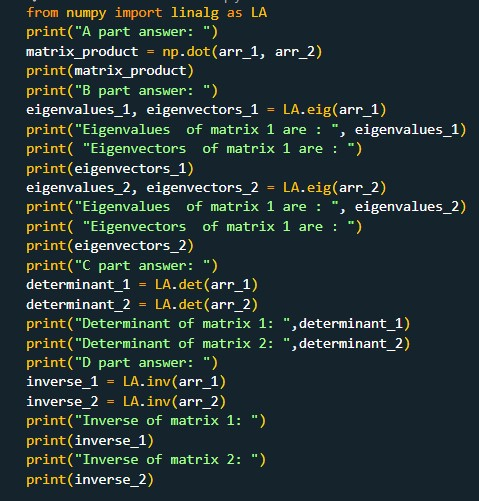 from numpy import linalg as LA
print("A part answer: ")
matrix_product = np.dot(arr_1, arr_2)
print(matrix_product)
print("B part answer: ")
eigenvalues_1, eigenvectors_1 = LA.eig(arr_1)
print("Eigenvalues  of matrix 1 are : ", eigenvalues_1)
print( "Eigenvectors  of matrix 1 are : ")
print(eigenvectors_1)
eigenvalues_2, eigenvectors_2 = LA.eig(arr_2)
print("Eigenvalues  of matrix 1 are : ", eigenvalues_2)
print( "Eigenvectors  of matrix 1 are : ")
print(eigenvectors_2)
print("C part answer: ")
determinant_1 = LA.det(arr_1)
determinant_2 = LA.det(arr_2)
print("Determinant of matrix 1: ",determinant_1)
print("Determinant of matrix 2: ",determinant_2)
print("D part answer: ")
inverse_1 = LA.inv(arr_1)
inverse_2 = LA.inv(arr_2)
print("Inverse of matrix 1: ")
print(inverse_1)
print("Inverse of matrix 2: ")
print(inverse_2)